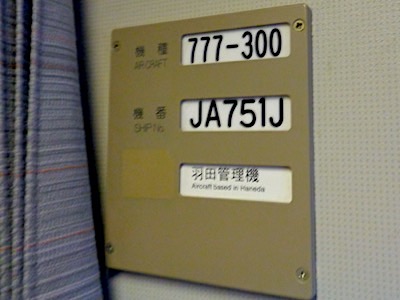 機種 777-300
AIRCRAFT
機番 JA751J
SHIP No.
羽田管理機
Aircraft based in Haneda